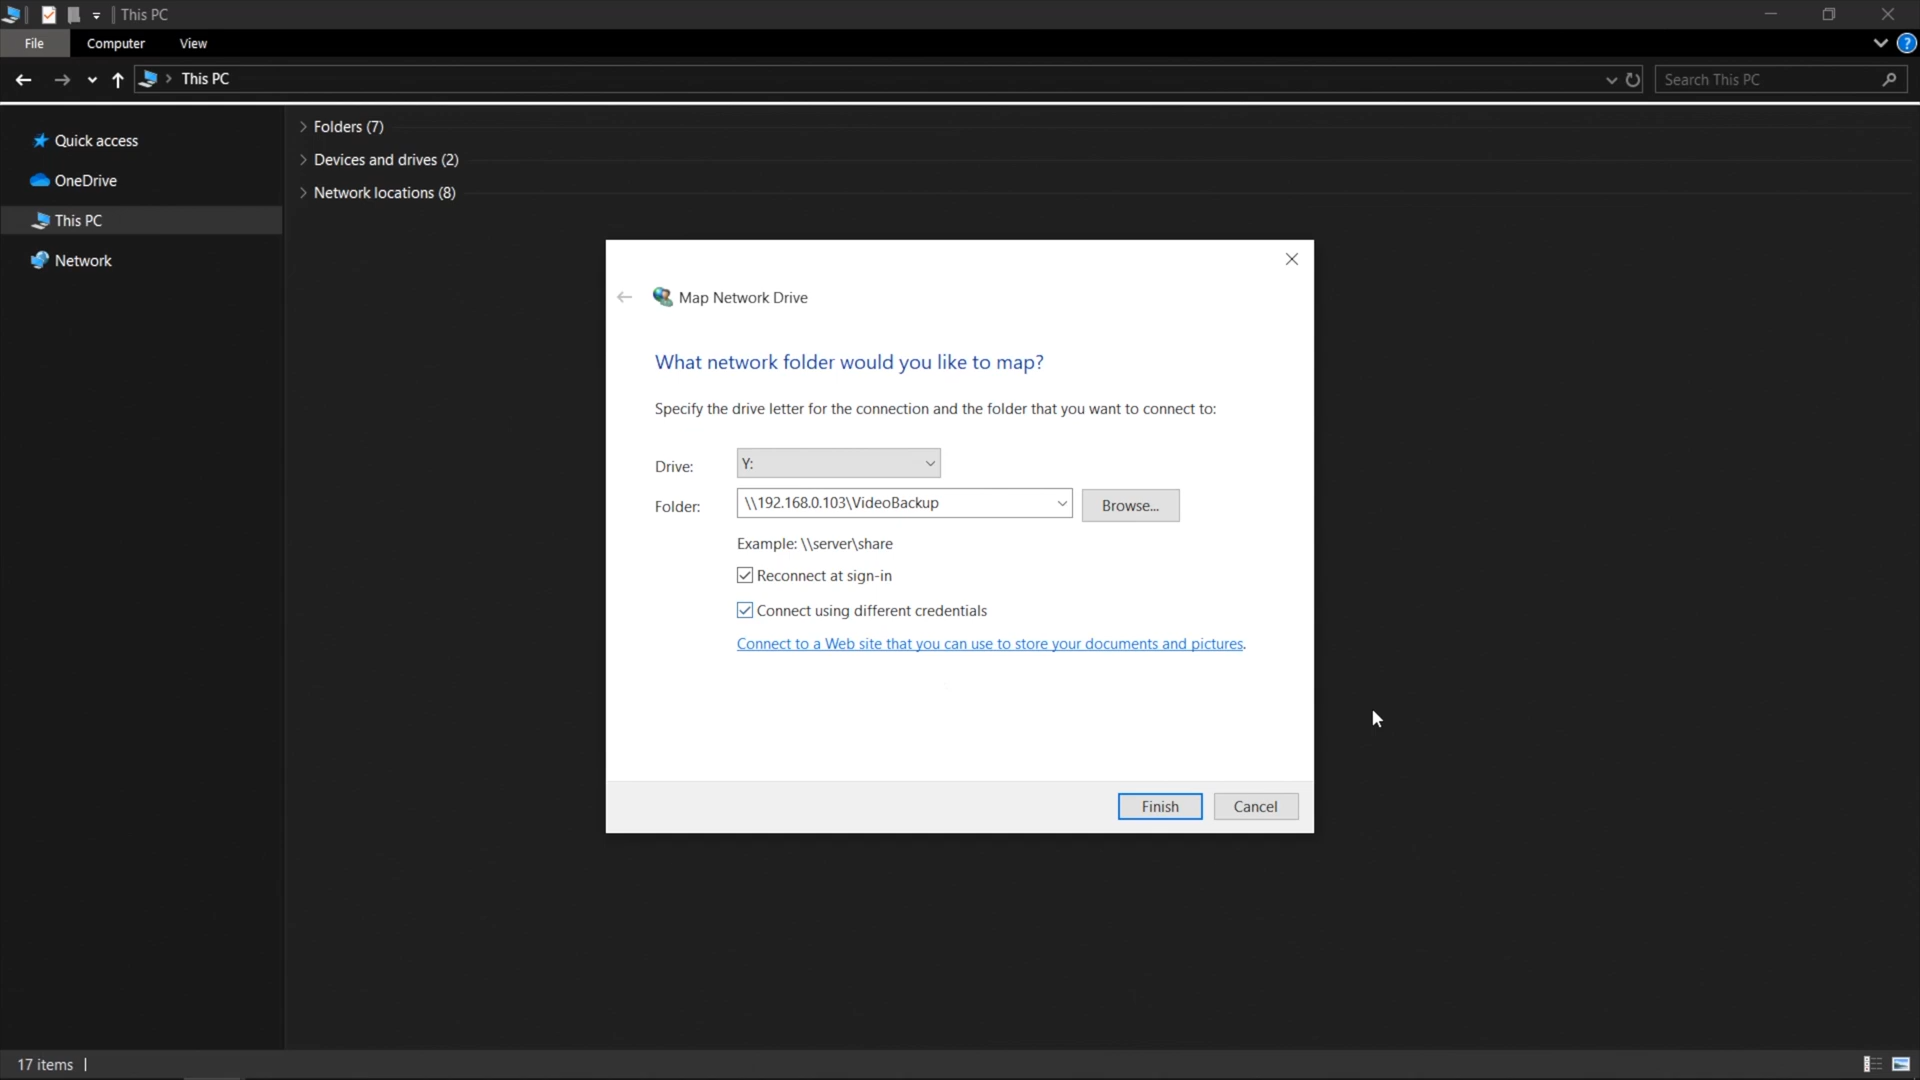 This PC
File Computer View
This PC
Search This PC
Quick access
OneDrive
This PC
Network
Folders (7)
Devices and drives (2)
Network locations (8)
Map Network Drive
What network folder would you like to map?
Specify the drive letter for the connection and the folder that you want to connect to:
Drive: Y:
Folder: \\192.168.0.103\VideoBackup Browse...
Example: \\server\share
Reconnect at sign-in
Connect using different credentials
Connect to a Web site that you can use to store your documents and pictures.
Finish Cancel
17 items